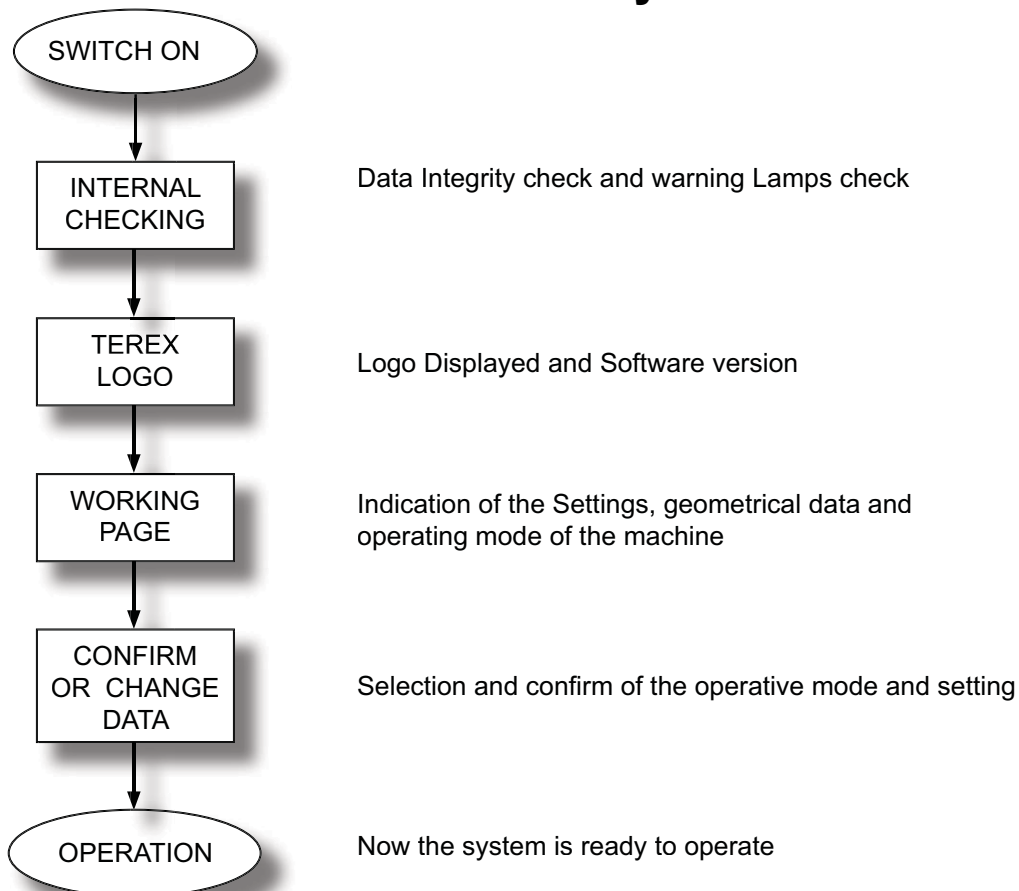 SWITCH ON
INTERNAL
CHECKING
Data Integrity check and warning Lamps check
TEREX
LOGO
Logo Displayed and Software version
WORKING
PAGE
Indication of the Settings, geometrical data and
operating mode of the machine
CONFIRM
OR CHANGE
DATA
Selection and confirm of the operative mode and setting
OPERATION
Now the system is ready to operate